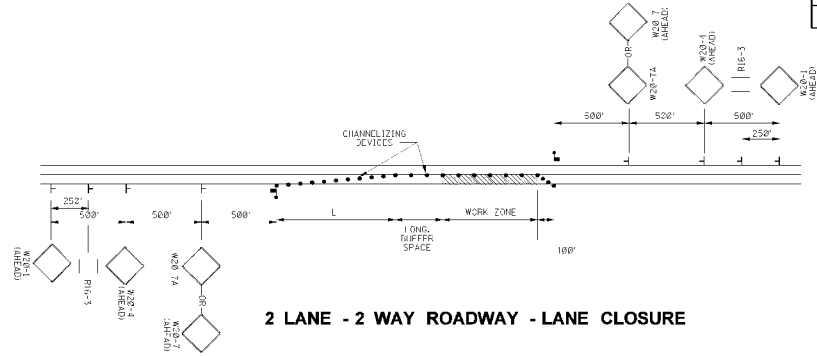 W20-7
(AHEAD)
OR
W20-7A
W20-4
(AHEAD)
R16-3
W20-1
(AHEAD)
500'
500'
500'
250'
CHANNELIZING
DEVICES
250'
500'
500'
500'
L
LONG.
BUFFER
SPACE
WORK ZONE
100'
W20-1
(AHEAD)
R16-3
W20-4
(AHEAD)
W20-7A
OR
W20-7
(AHEAD)
2 LANE - 2 WAY ROADWAY - LANE CLOSURE